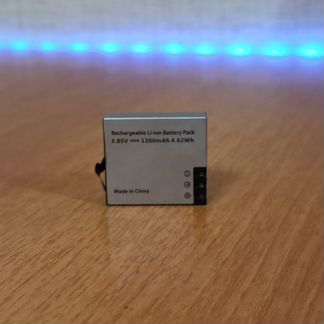 Rechargeable Li-ion Battery Pack
3.85V ⎓ 1200mAh 4.62Wh
Made in China